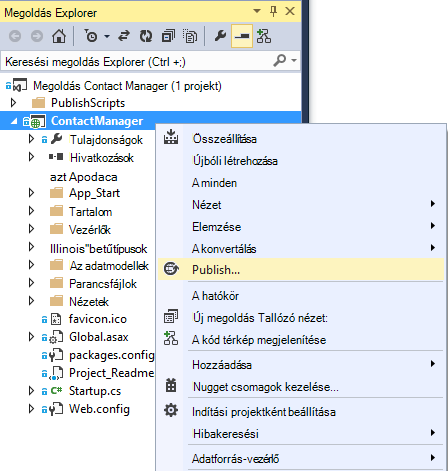 Megoldás Explorer
Keresési megoldás Explorer (Ctrl +;)
Megoldás Contact Manager (1 projekt)
PublishScripts
ContactManager
Tulajdonságok
Hivatkozások
azt Apodaca
App_Start
Tartalom
Vezérlők
Illinois"betűtípusok
Az adatmodellek
Parancsfájlok
Nézetek
favicon.ico
Global.asax
packages.config
Project_Readme
Startup.cs
Web.config
Összeállítása
Újbóli létrehozása
A minden
Nézet
Elemzése
A konvertálás
Publish...
A hatókör
Új megoldás Tallózó nézet:
A kód térkép megjelenítése
Hozzáadása
Nuget csomagok kezelése...
Indítási projektként beállítása
Hibakeresési
Adatforrás-vezérlő